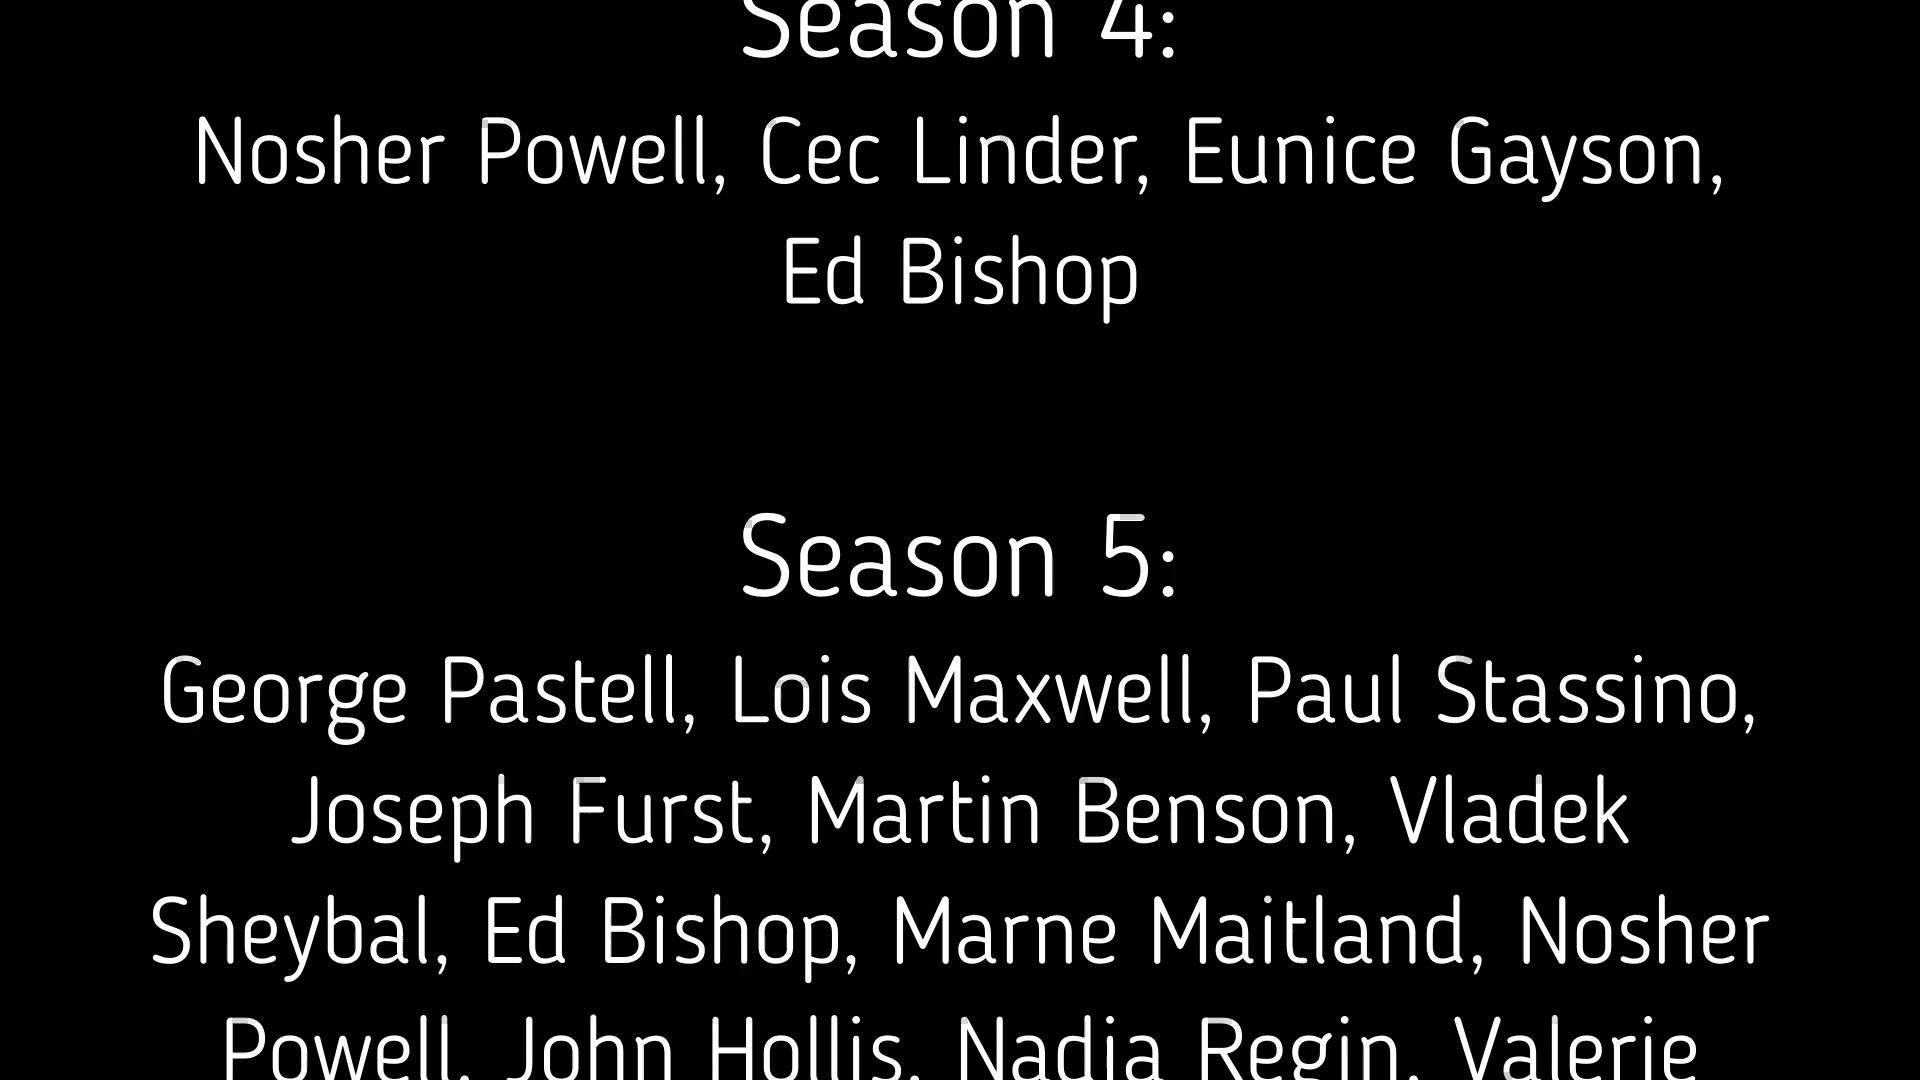 Season 4:
Nosher Powell, Cec Linder, Eunice Gayson,
Ed Bishop
Season 5:
George Pastell, Lois Maxwell, Paul Stassino,
Joseph Furst, Martin Benson, Vladek
Sheybal, Ed Bishop, Marne Maitland, Nosher
Powell, John Hollis, Nadja Regin, Valerie